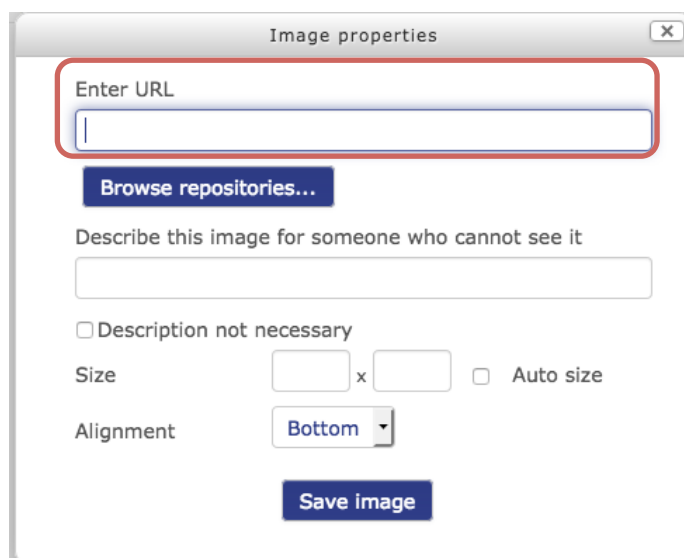 Image properties
Enter URL
Browse repositories...
Describe this image for someone who cannot see it
Description not necessary
Size x Auto size
Alignment Bottom
Save image